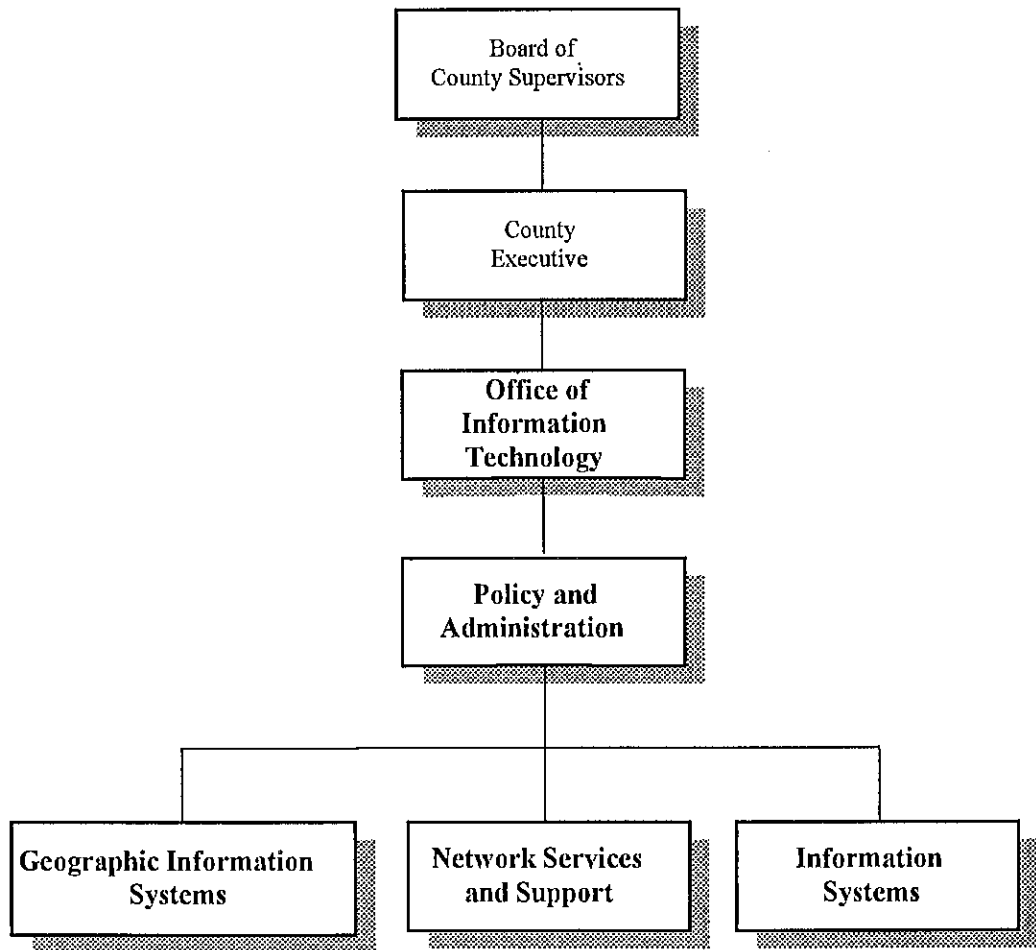 Board of
County Supervisors
County
Executive
Office of
Information
Technology
Policy and
Administration
Geographic Information
Systems
Network Services
and Support
Information
Systems